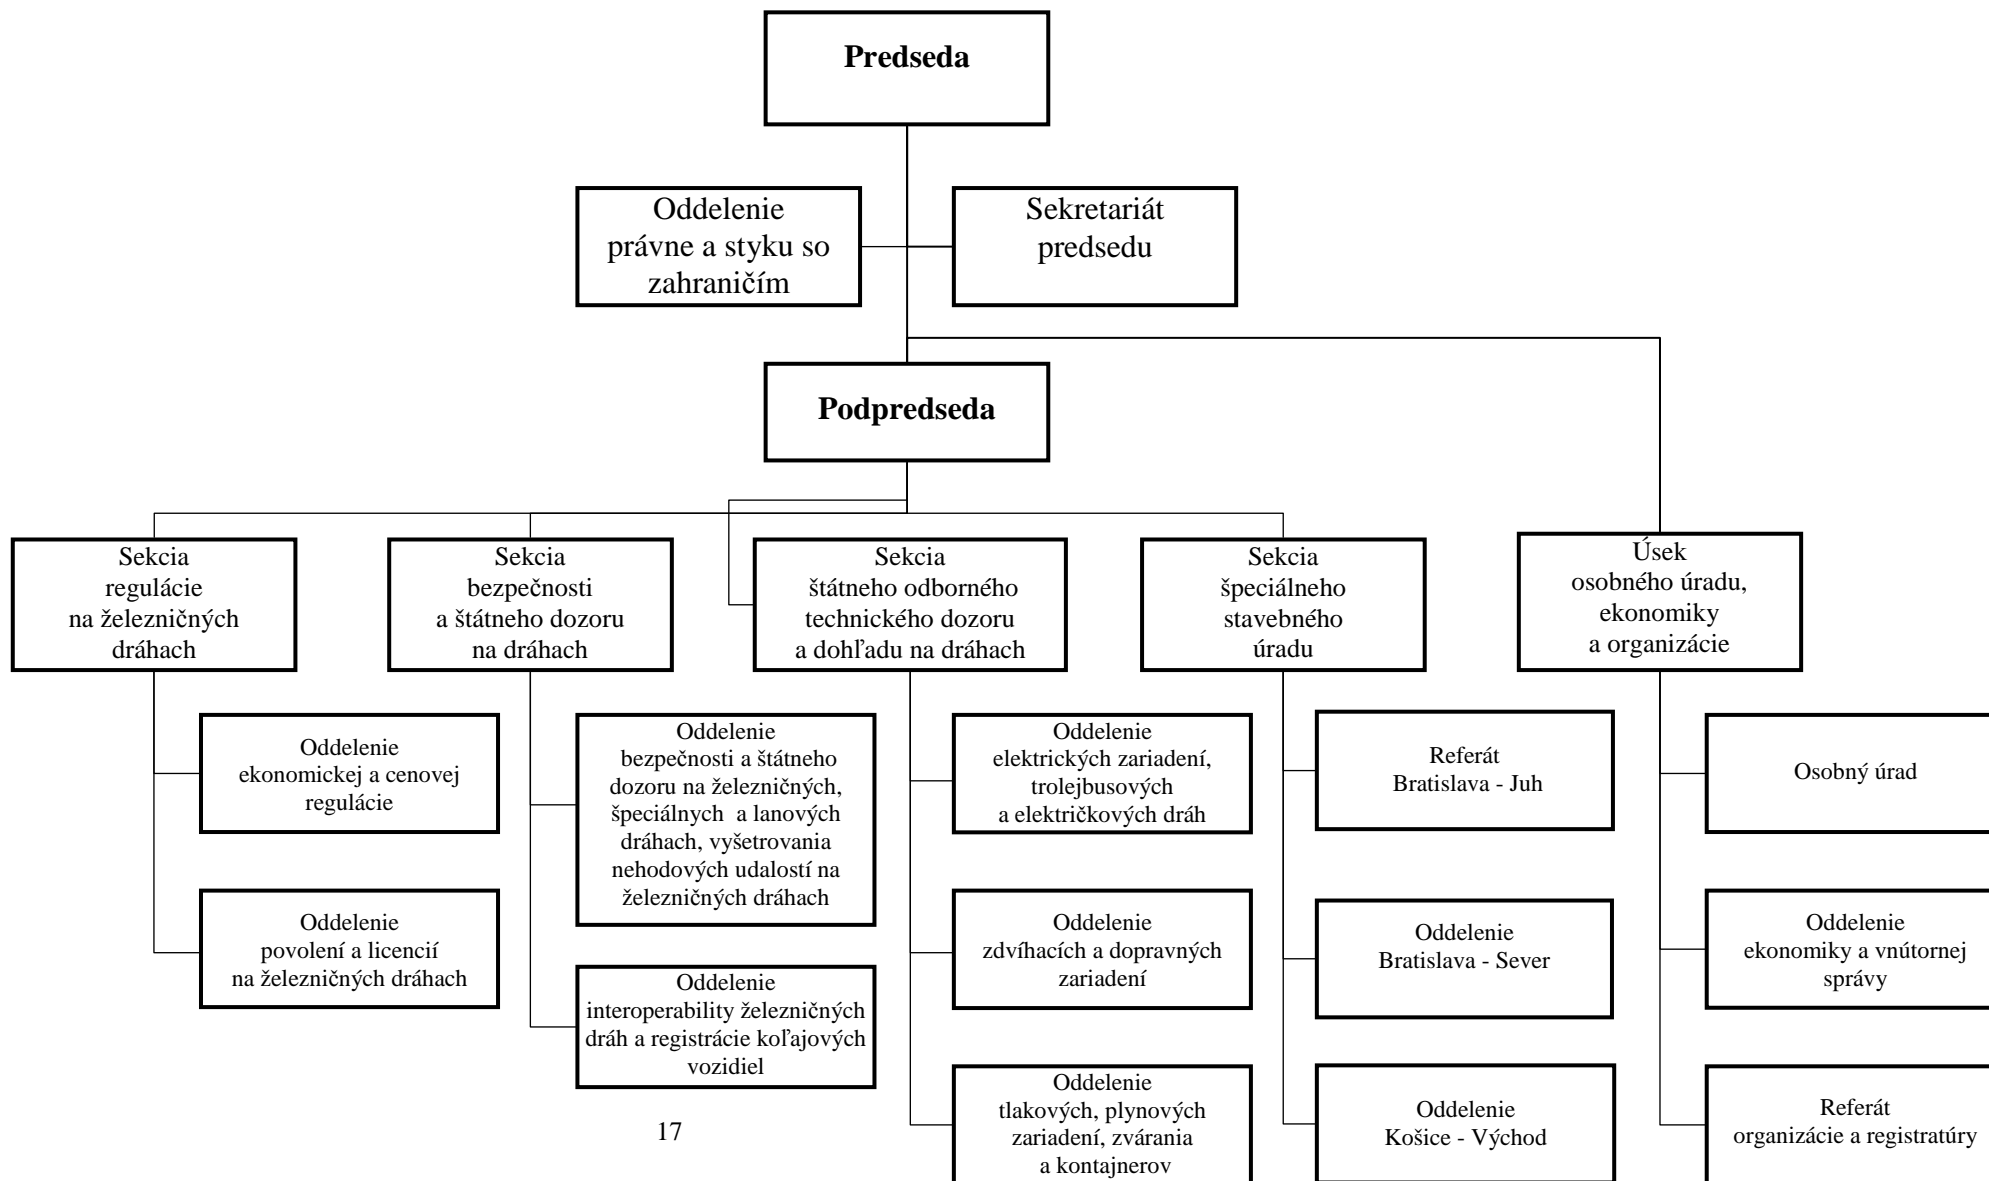 Predseda
Oddelenie
právne a styku so
zahraničím
Sekretariát
predsedu
Podpredseda
Sekcia
regulácie
na železničných
dráhach
Sekcia
bezpečnosti
a štátneho dozoru
na dráhach
Sekcia
štátneho odborného
technického dozoru
a dohľadu na dráhach
Sekcia
špeciálneho
stavebného
úradu
Úsek
osobného úradu,
ekonomiky
a organizácie
Oddelenie
ekonomickej a cenovej
regulácie
Oddelenie
bezpečnosti a štátneho
dozoru na železničných,
špeciálnych a lanových
dráhach, vyšetrovania
nehodových udalostí na
železničných dráhach
Oddelenie
elektrických zariadení,
trolejbusových
a električkových dráh
Referát
Bratislava - Juh
Osobný úrad
Oddelenie
povolení a licencií
na železničných dráhach
Oddelenie
interoperability železničných
dráh a registrácie koľajových
vozidiel
Oddelenie
zdvíhacích a dopravných
zariadení
Oddelenie
Bratislava - Sever
Oddelenie
ekonomiky a vnútornej
správy
Oddelenie
tlakových, plynových
zariadení, zvárania
a kontajnerov
Oddelenie
Košice - Východ
Referát
organizácie a registratúry
17